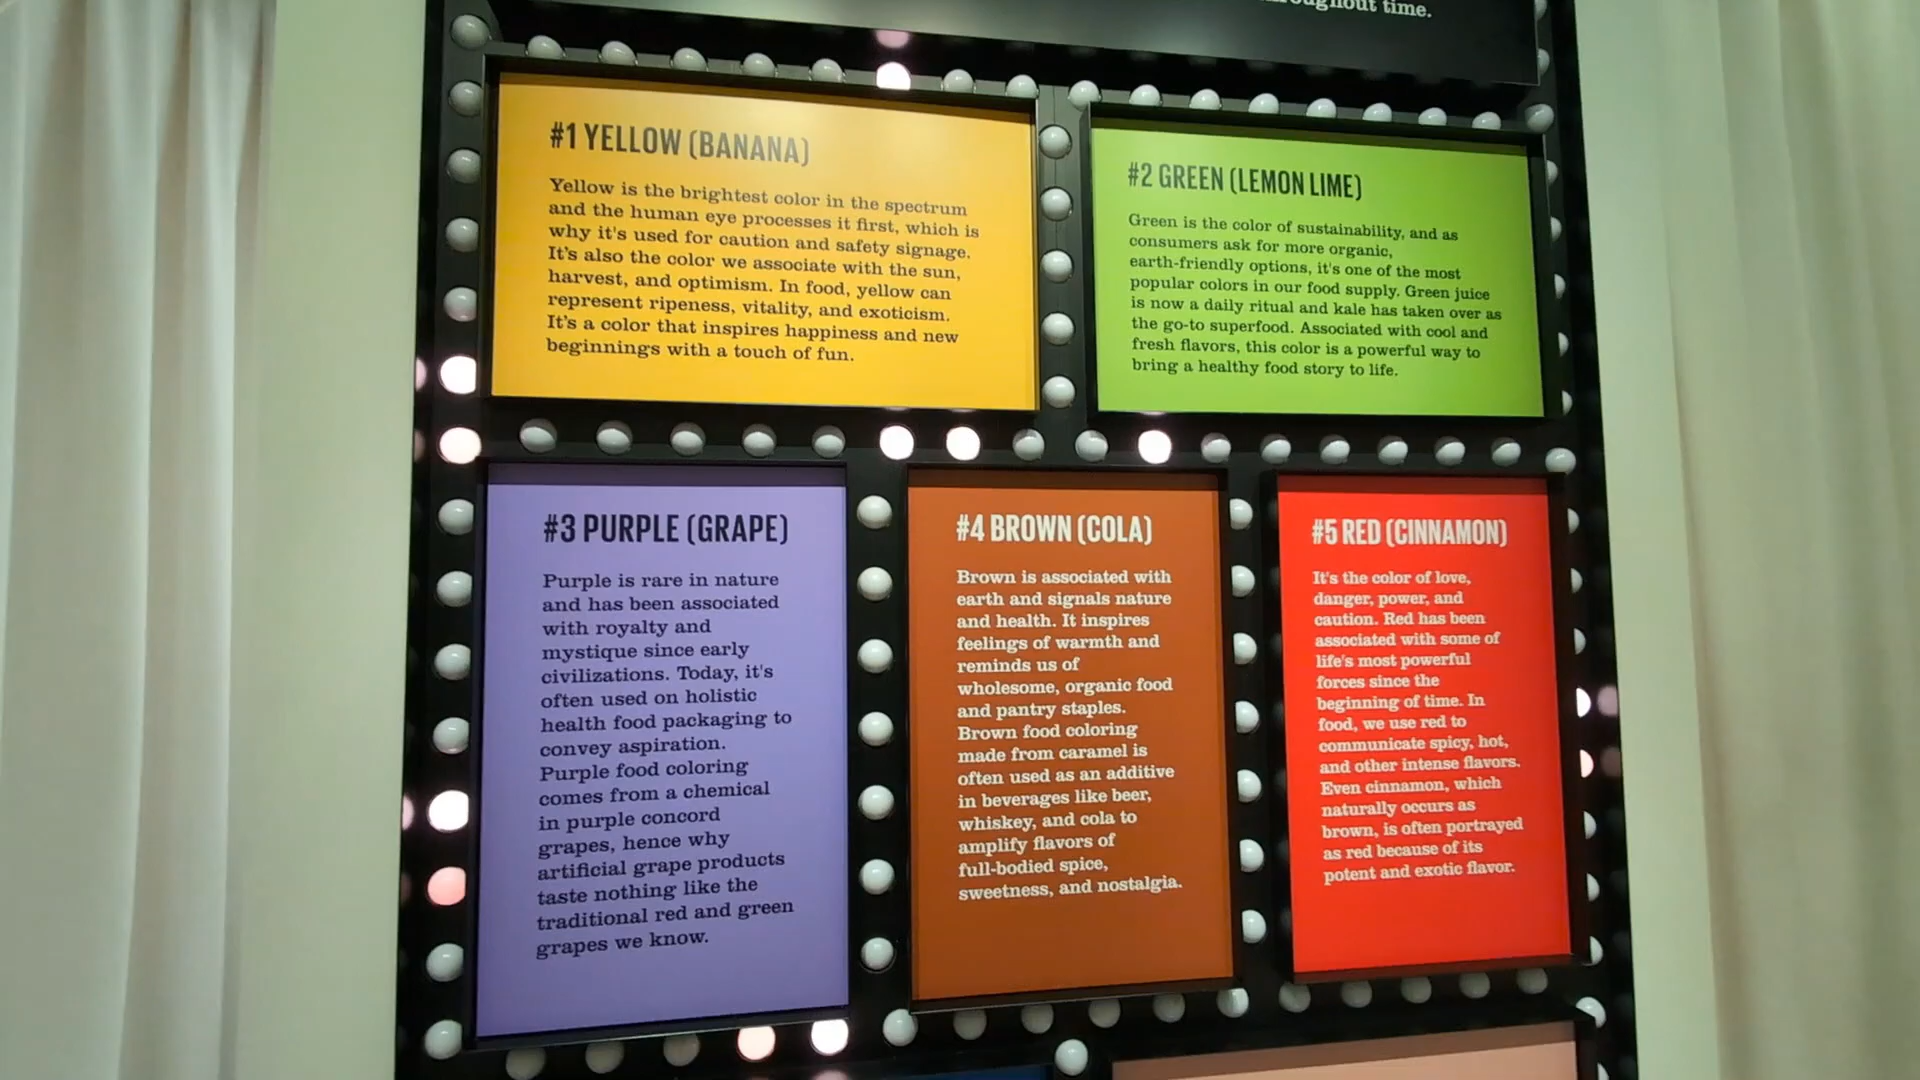 throughout time.
#1 YELLOW (BANANA)
Yellow is the brightest color in the spectrum
and the human eye processes it first, which is
why it's used for caution and safety signage.
It's also the color we associate with the sun,
harvest, and optimism. In food, yellow can
represent ripeness, vitality, and exoticism.
It's a color that inspires happiness and new
beginnings with a touch of fun.
#2 GREEN (LEMON LIME)
Green is the color of sustainability, and as
consumers ask for more organic,
earth-friendly options, it's one of the most
popular colors in our food supply. Green juice
is now a daily ritual and kale has taken over as
the go-to superfood. Associated with cool and
fresh flavors, this color is a powerful way to
bring a healthy food story to life.
#3 PURPLE (GRAPE)
Purple is rare in nature
and has been associated
with royalty and
mystique since early
civilizations. Today, it's
often used on holistic
health food packaging to
convey aspiration.
Purple food coloring
comes from a chemical
in purple concord
grapes, hence why
artificial grape products
taste nothing like the
traditional red and green
grapes we know.
#4 BROWN (COLA)
Brown is associated with
earth and signals nature
and health. It inspires
feelings of warmth and
reminds us of
wholesome, organic food
and pantry staples.
Brown food coloring
made from caramel is
often used as an additive
in beverages like beer,
whiskey, and cola to
amplify flavors of
full-bodied spice,
sweetness, and nostalgia.
#5 RED (CINNAMON)
It's the color of love,
danger, power, and
caution. Red has been
associated with some of
life's most powerful
forces since the
beginning of time. In
food, we use red to
communicate spicy, hot,
and other intense flavors.
Even cinnamon, which
naturally occurs as
brown, is often portrayed
as red because of its
potent and exotic flavor.